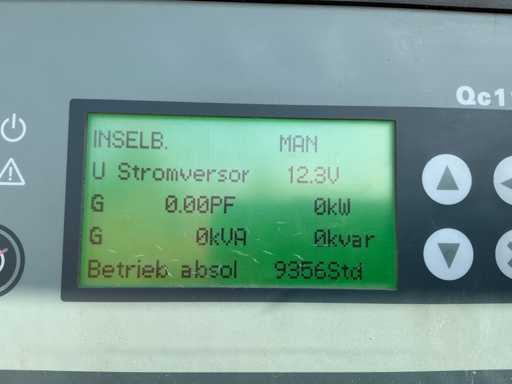 Qc1
INSELB. MAN
U Stromversor 12.3V
G 0.00PF 0kW
G 0kVA 0kvar
Betrieb absol 9356Std